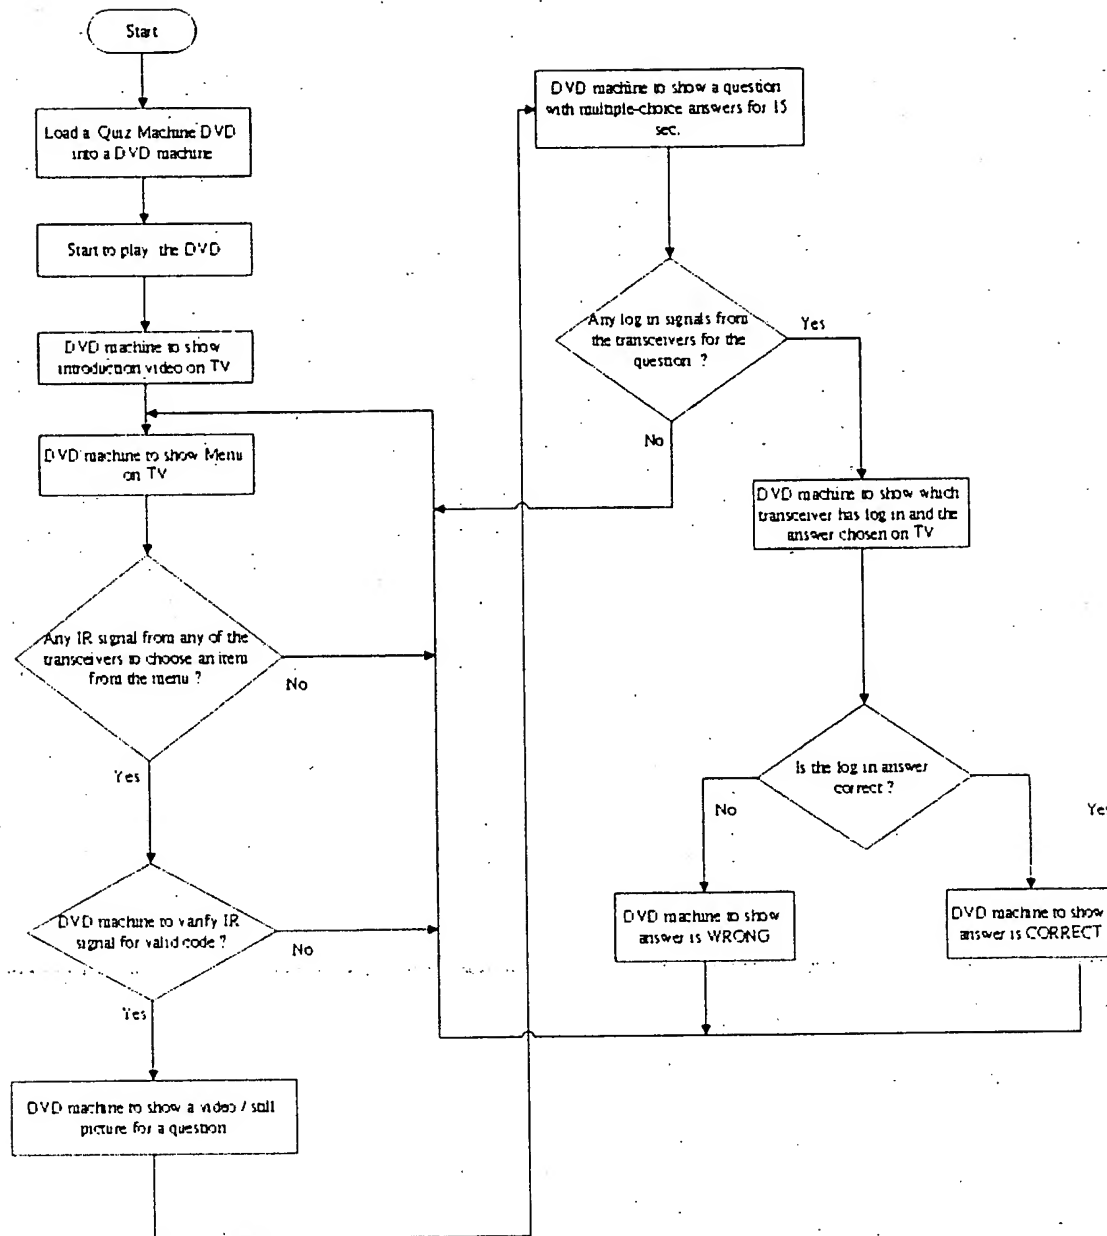 Start
Load a Quiz Machine DVD
into a DVD machine
Start to play the DVD
DVD machine to show
introduction video on TV
DVD machine to show Menu
on TV
Any IR signal from any of the
transceivers to choose an item
from the menu ?
No
Yes
DVD machine to varify IR
signal for valid code ?
No
Yes
DVD machine to show a video / still
picture for a question
DVD machine to show a question
with multiple-choice answers for 15
sec.
Any log in signals from
the transceivers for the
question ?
Yes
No
DVD machine to show which
transceiver has log in and the
answer chosen on TV
Is the log in answer
correct ?
No
Yes
DVD machine to show
answer is WRONG
DVD machine to show
answer is CORRECT